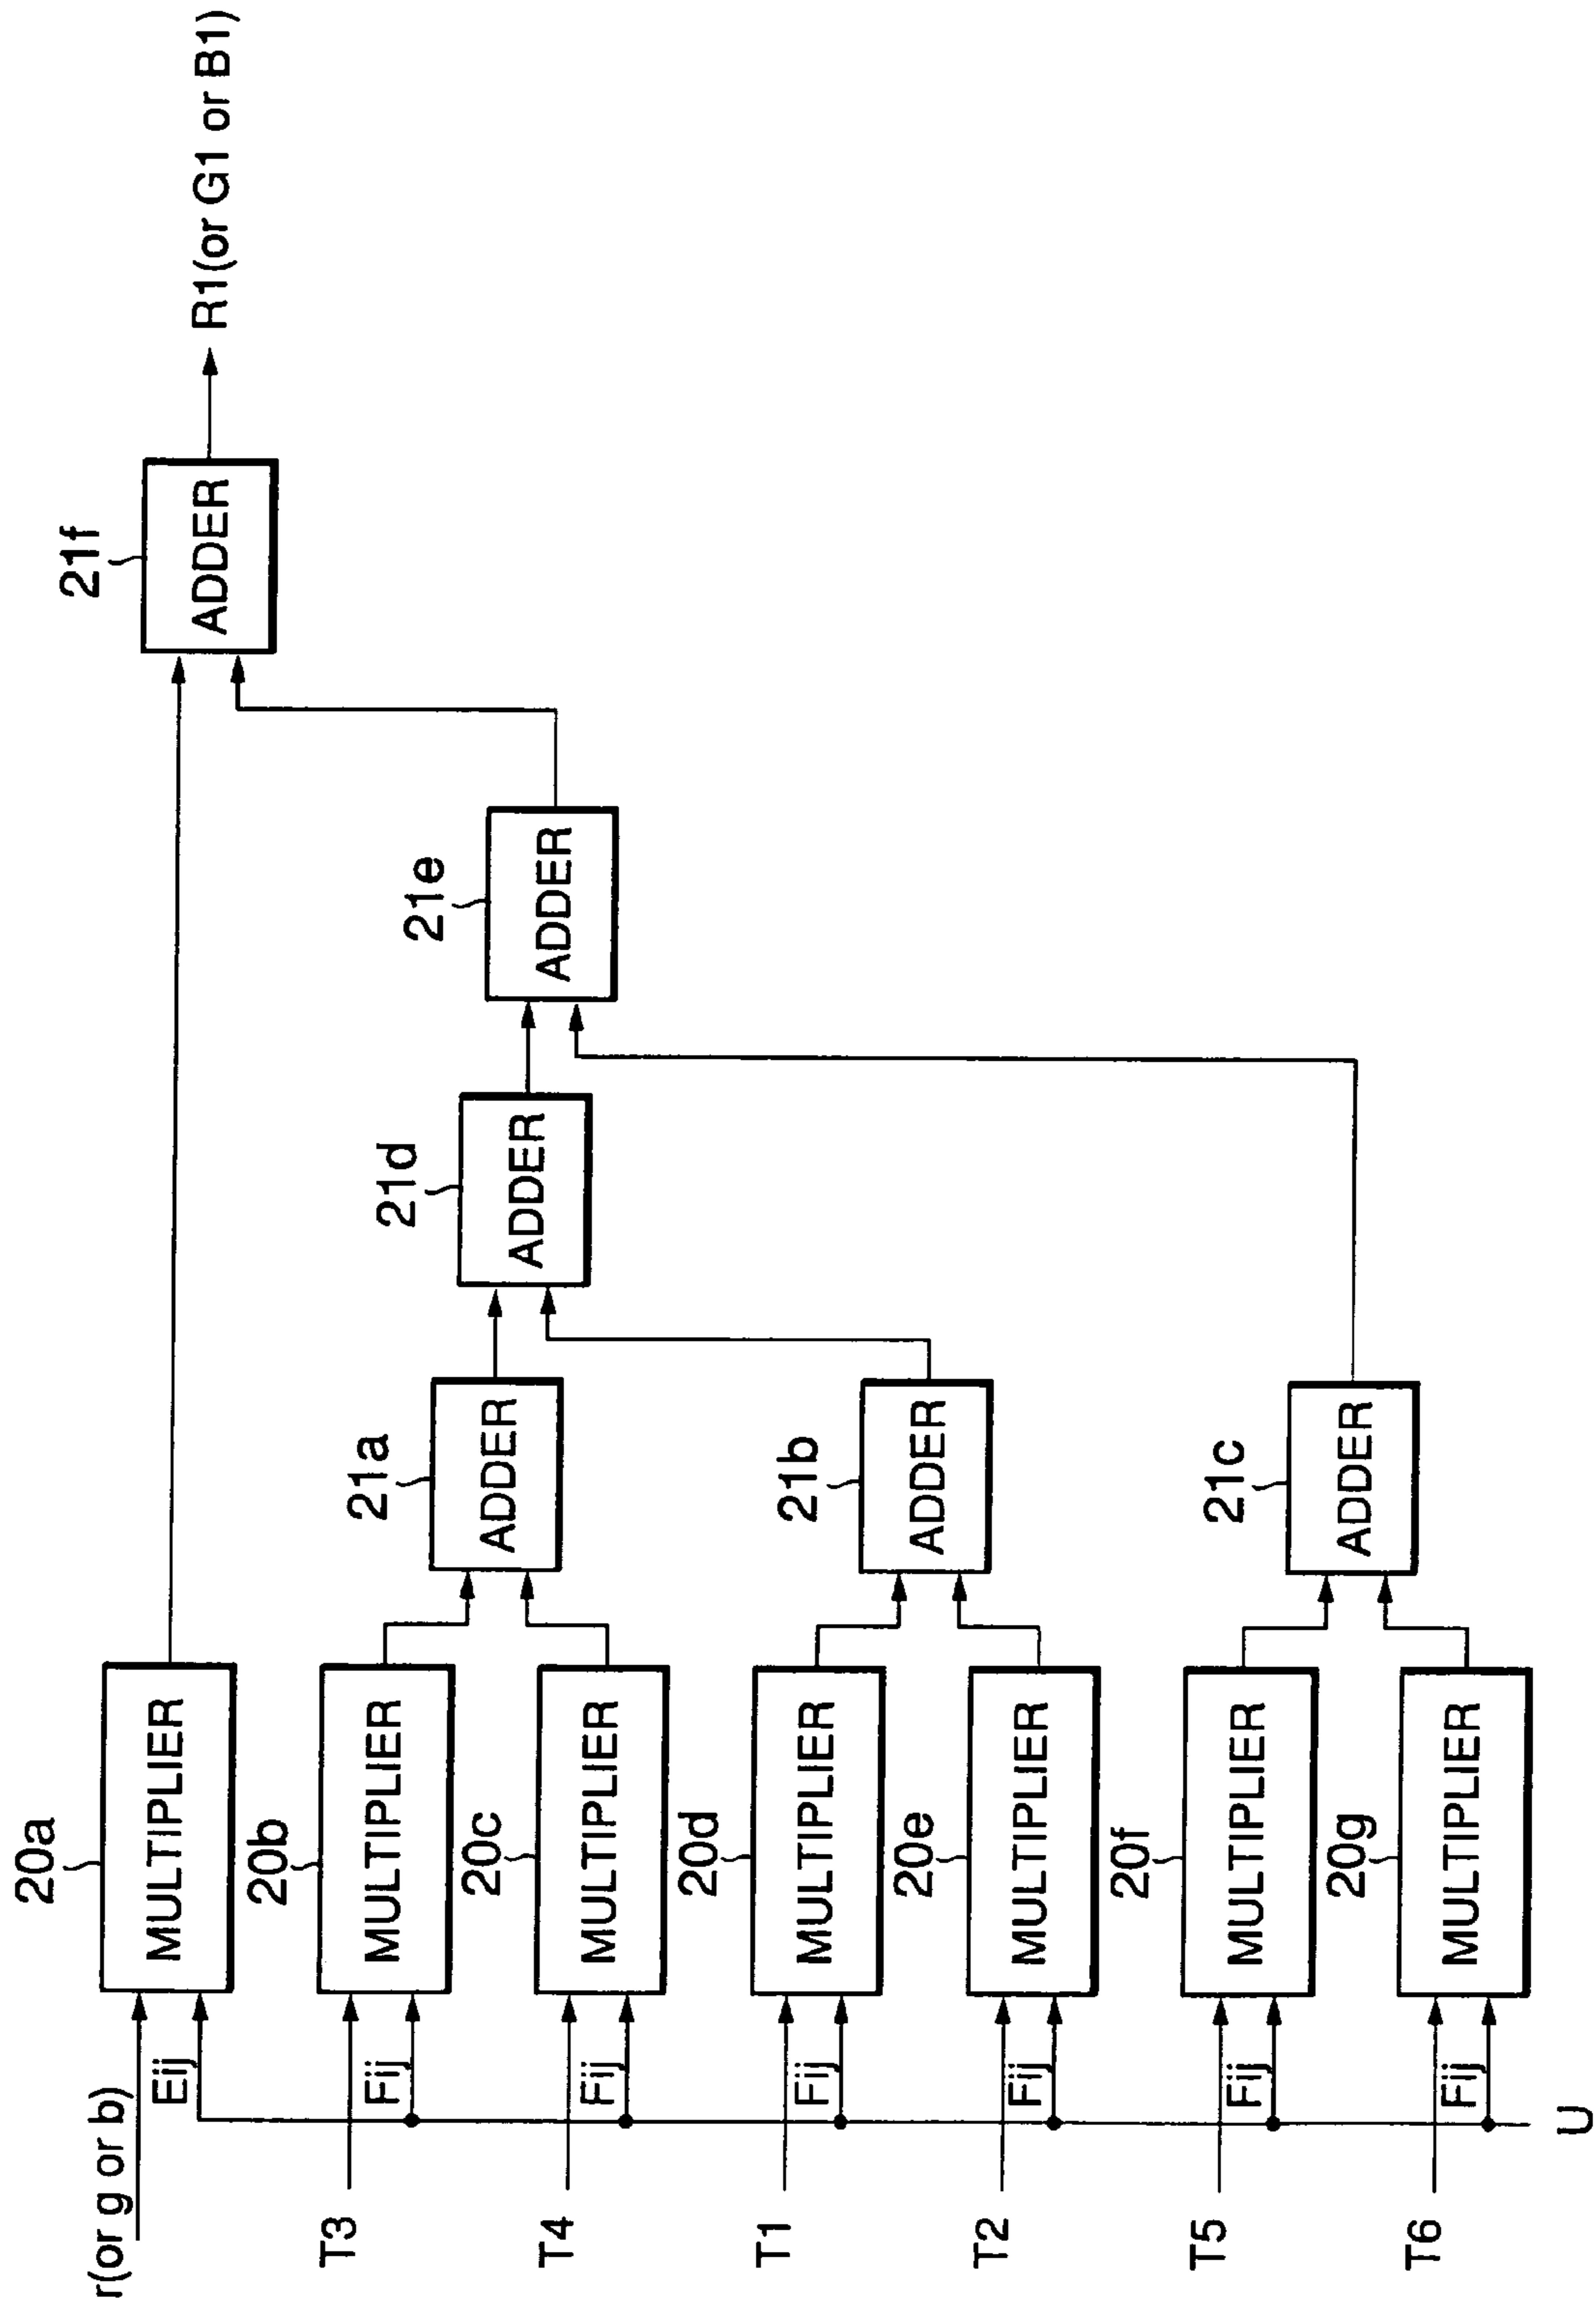 r(or g or b)
Eij
20a
MULTIPLIER
21f
ADDER
R1(or G1 or B1)
T3
Fij
20b
MULTIPLIER
T4
Fij
20c
MULTIPLIER
21a
ADDER
21d
ADDER
21e
ADDER
T1
Fij
20d
MULTIPLIER
T2
Fij
20e
MULTIPLIER
21b
ADDER
T5
Fij
20f
MULTIPLIER
T6
Fij
20g
MULTIPLIER
21c
ADDER
U